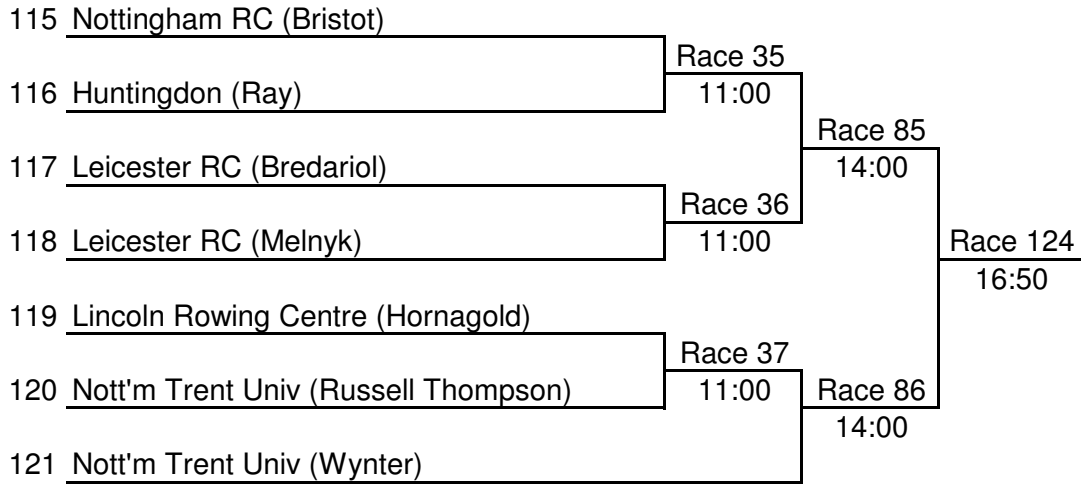 115 Nottingham RC (Bristot)
Race 35
116 Huntingdon (Ray)
11:00
Race 85
117 Leicester RC (Bredariol)
14:00
Race 36
118 Leicester RC (Melnyk)
11:00
Race 124
16:50
119 Lincoln Rowing Centre (Hornagold)
Race 37
120 Nott'm Trent Univ (Russell Thompson)
11:00
Race 86
14:00
121 Nott'm Trent Univ (Wynter)